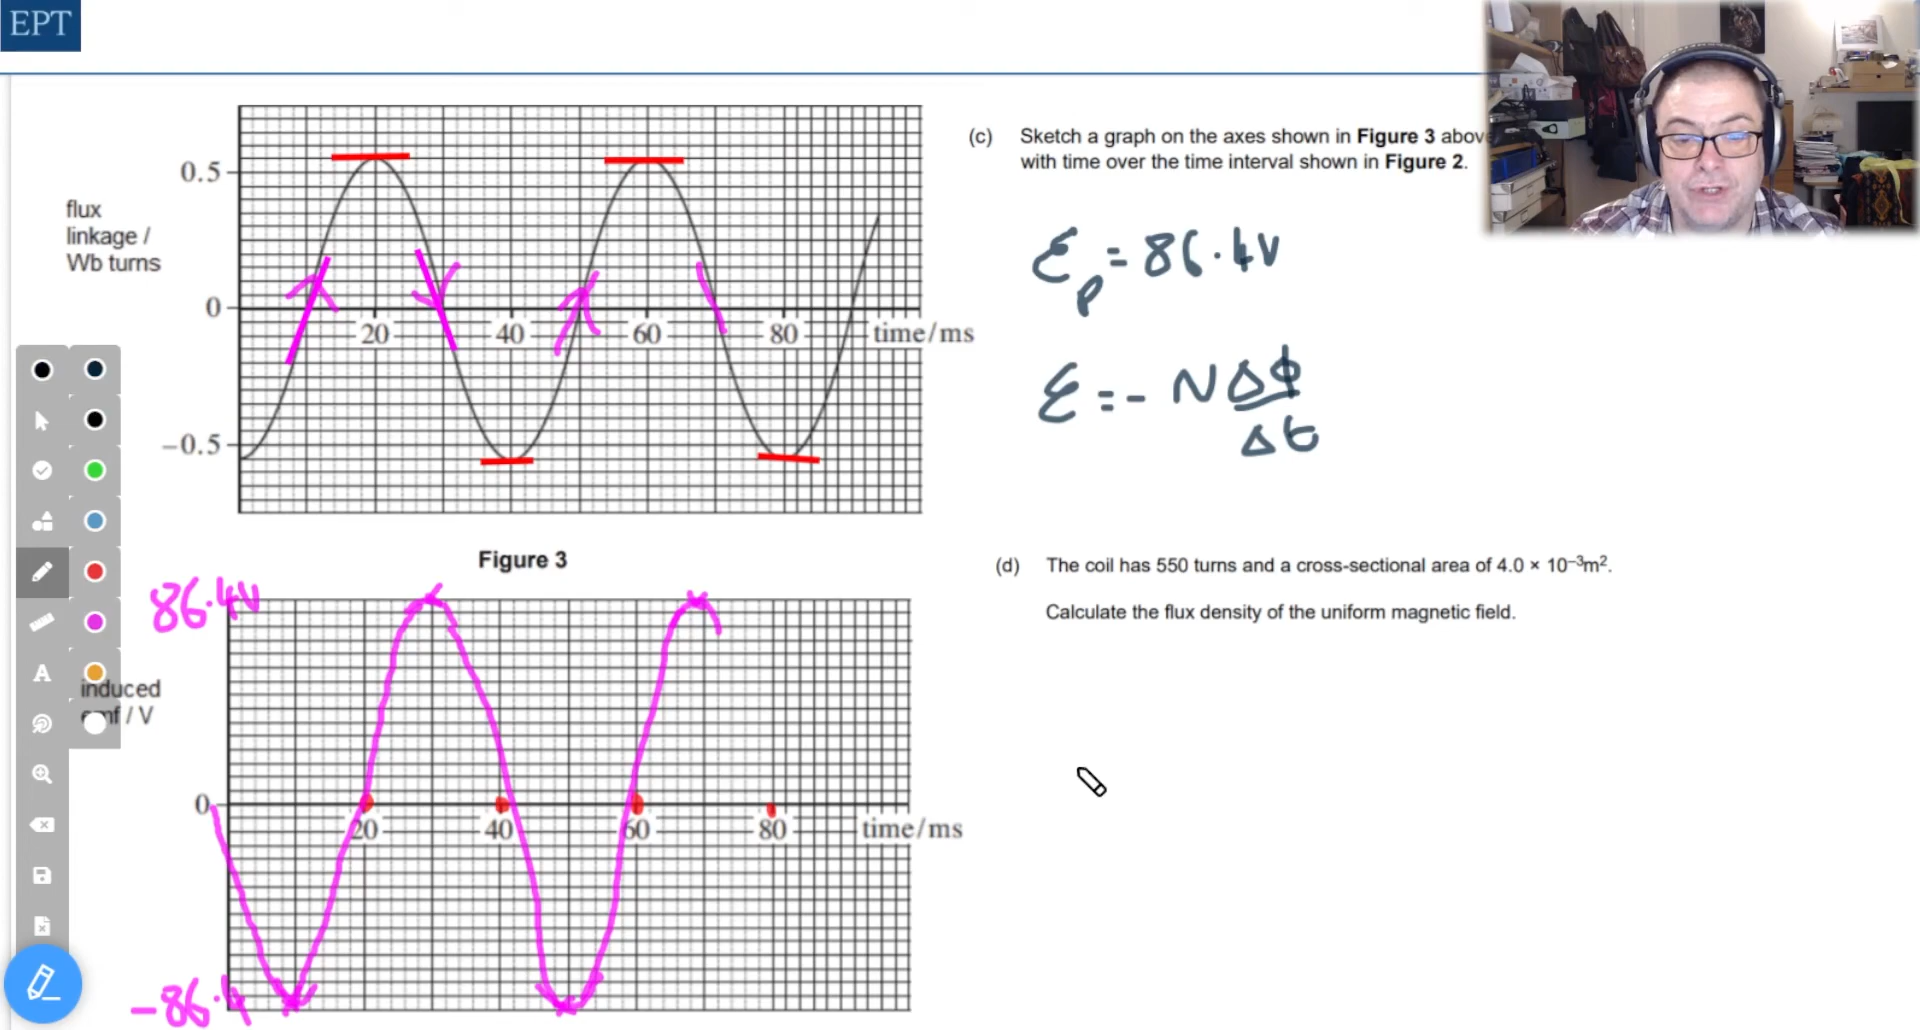 EPT
0.5
flux
linkage /
Wb turns
0
20
40
60
80
time/ms
−0.5
Figure 3
86.4V
induced
emf / V
0
20
40
60
80
time/ms
−86.4
(c) Sketch a graph on the axes shown in Figure 3 above
with time over the time interval shown in Figure 2.
εp = 86.4V
ε = - N Δϕ
Δt
(d) The coil has 550 turns and a cross-sectional area of 4.0 × 10⁻³m².
Calculate the flux density of the uniform magnetic field.
A